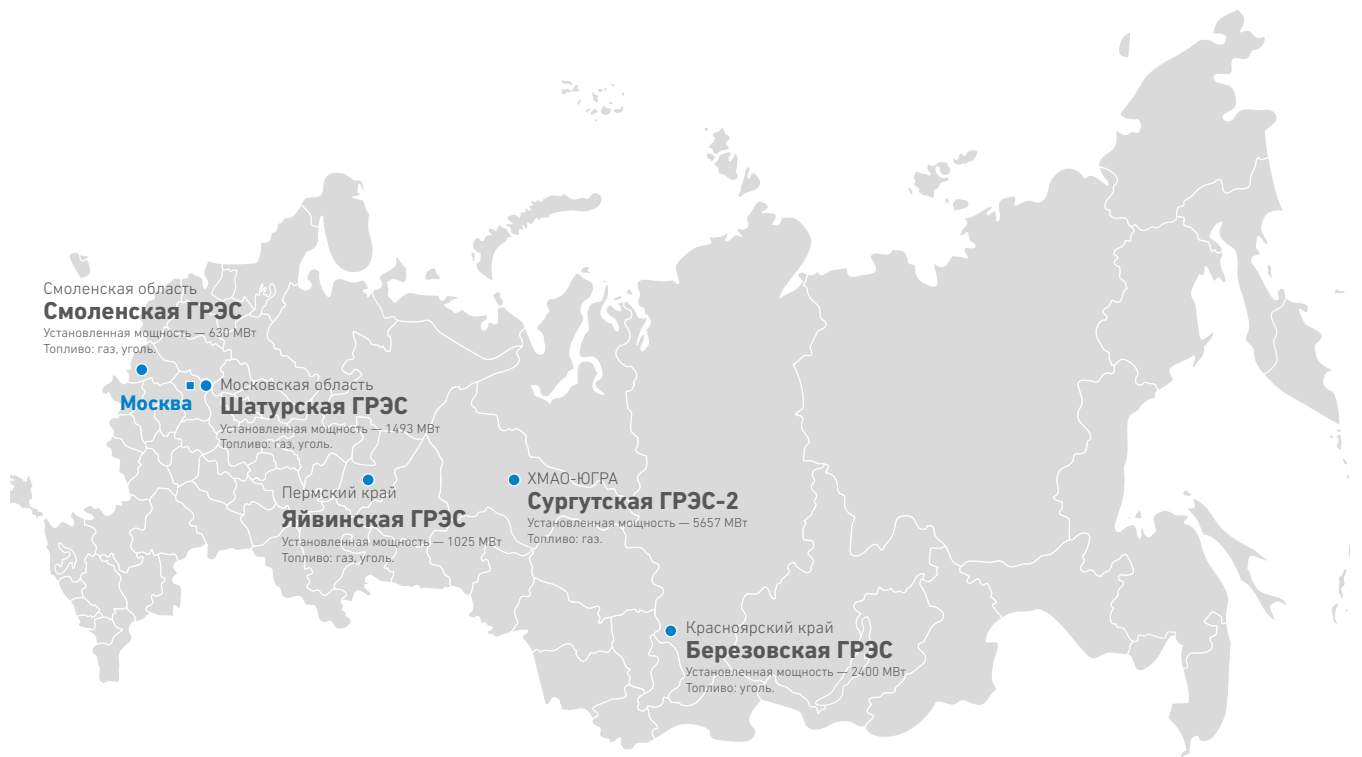 Смоленская область
Смоленская ГРЭС
Установленная мощность — 630 МВт
Топливо: газ, уголь.
Москва
Московская область
Шатурская ГРЭС
Установленная мощность — 1493 МВт
Топливо: газ, уголь.
Пермский край
Яйвинская ГРЭС
Установленная мощность — 1025 МВт
Топливо: газ, уголь.
ХМАО-ЮГРА
Сургутская ГРЭС-2
Установленная мощность — 5657 МВт
Топливо: газ.
Красноярский край
Березовская ГРЭС
Установленная мощность — 2400 МВт
Топливо: уголь.